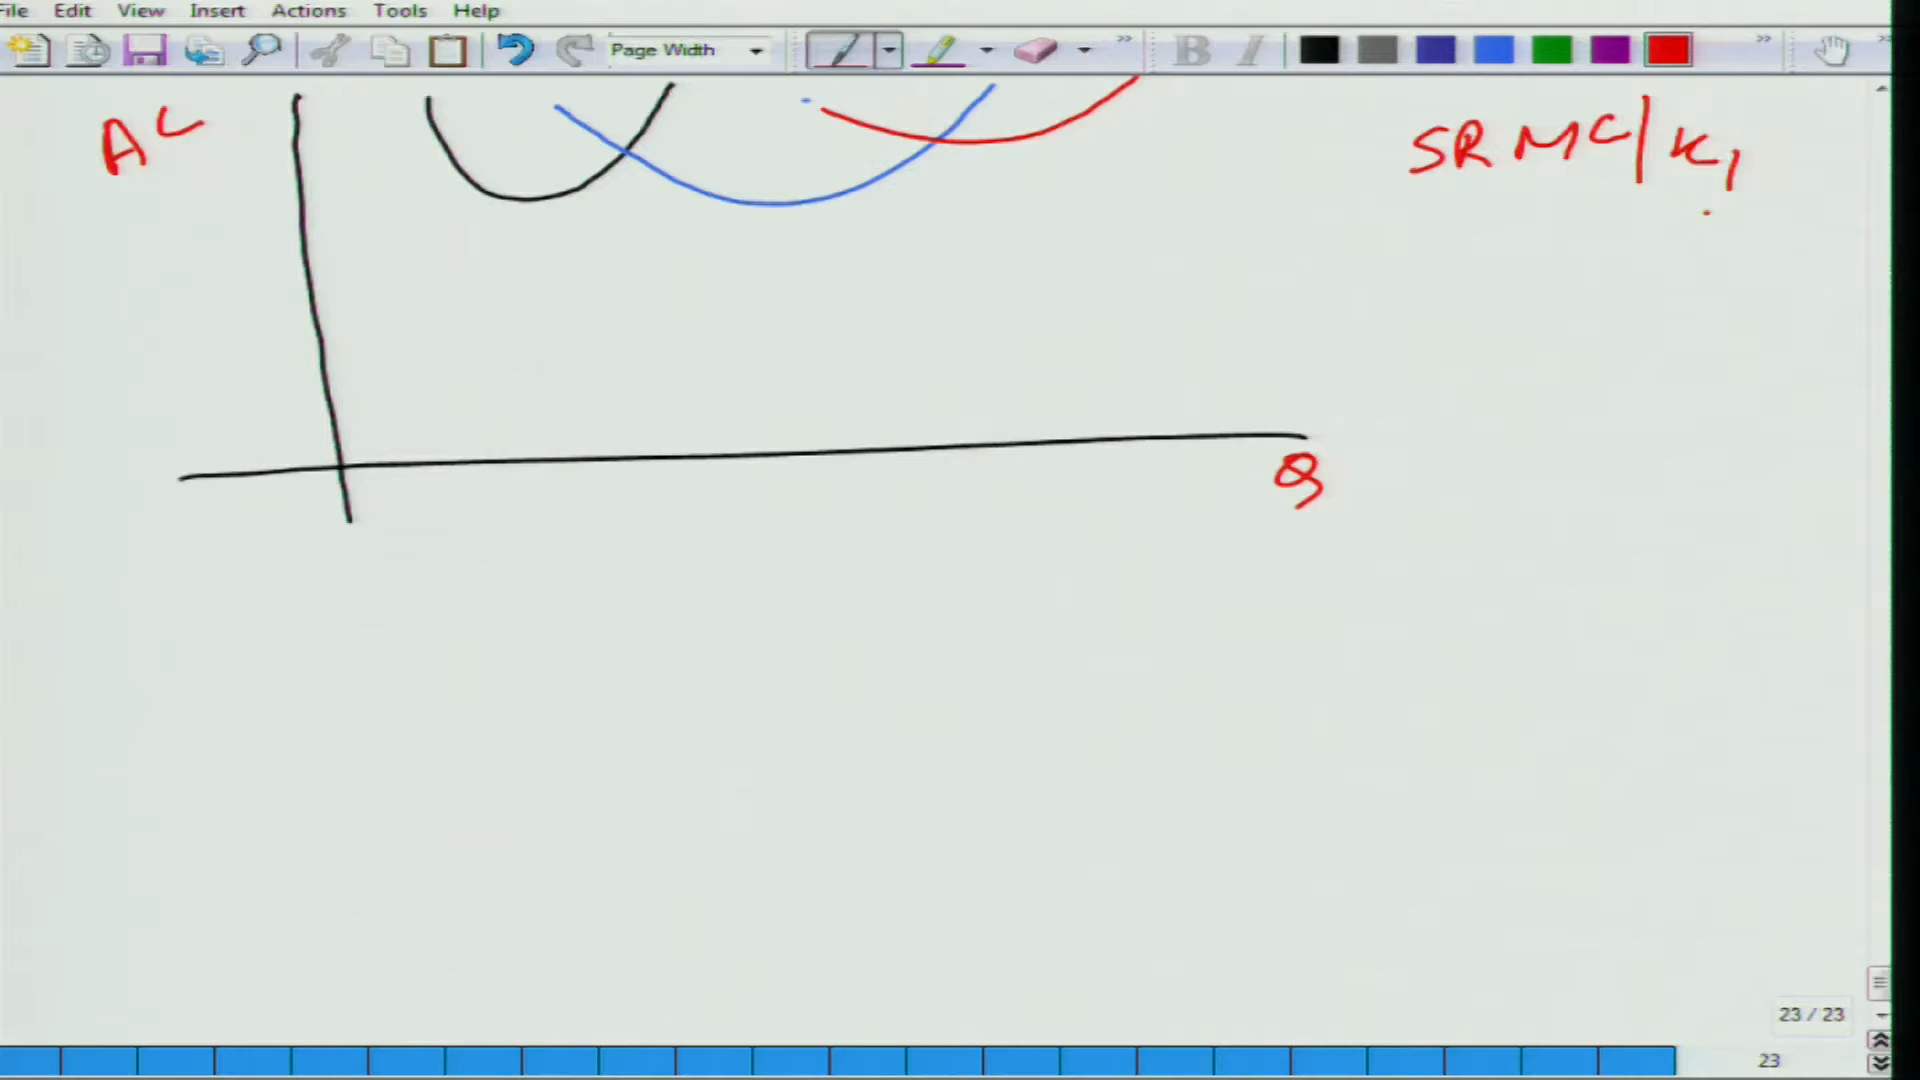 File Edit View Insert Actions Tools Help
Page Width
B I
AC
SRMC/K1
Q
23 / 23
23